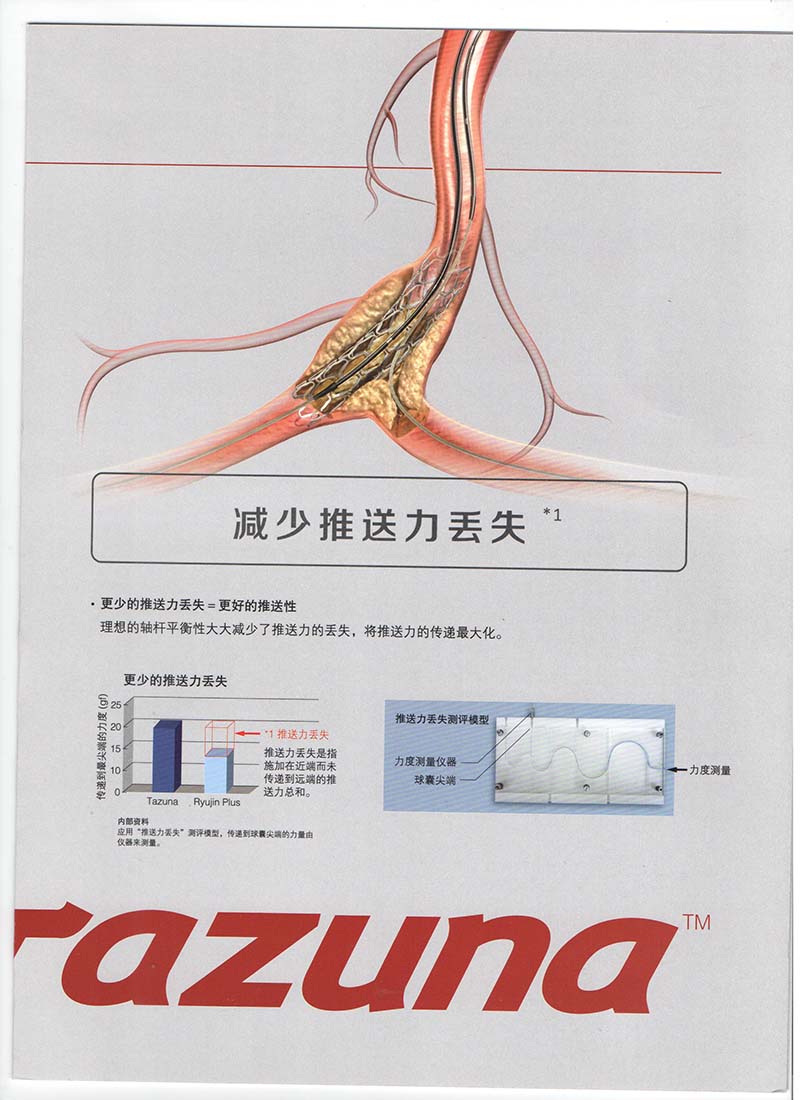 减少推送力丢失 *1
· 更少的推送力丢失 = 更好的推送性
理想的轴杆平衡性大大减少了推送力的丢失，将推送力的传递最大化。
更少的推送力丢失
传递到最尖端的力度 (gf)
25
20
15
10
0
Tazuna
Ryujin Plus
*1 推送力丢失
推送力丢失是指
施加在近端而未
传递到远端的推
送力总和。
内部资料
应用“推送力丢失”测评模型，传递到球囊尖端的力量由
仪器来测量。
推送力丢失测评模型
力度测量仪器
球囊尖端
力度测量
Tazuna TM